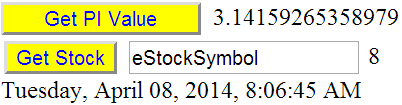 Get PI Value 3.14159265358979
Get Stock eStockSymbol 8
Tuesday, April 08, 2014, 8:06:45 AM